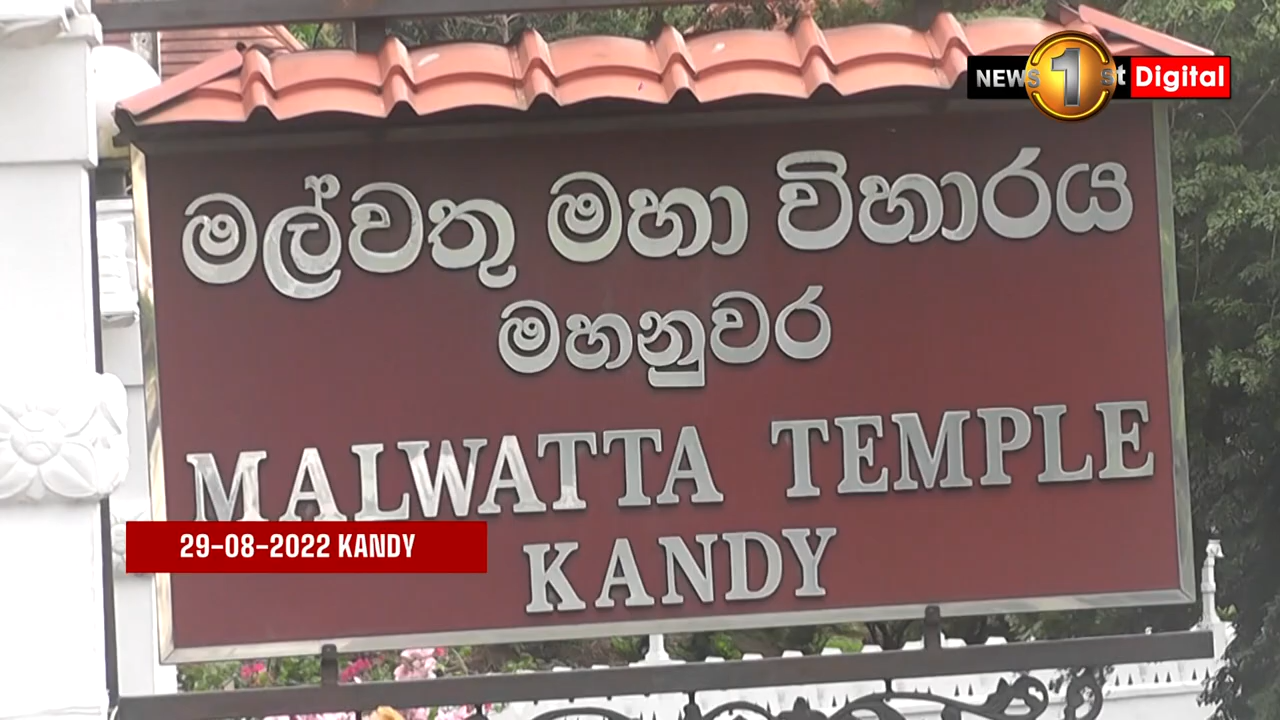 NEWS 1st Digital
මල්වතු මහා විහාරය
මහනුවර
MALWATTA TEMPLE
KANDY
29-08-2022 KANDY